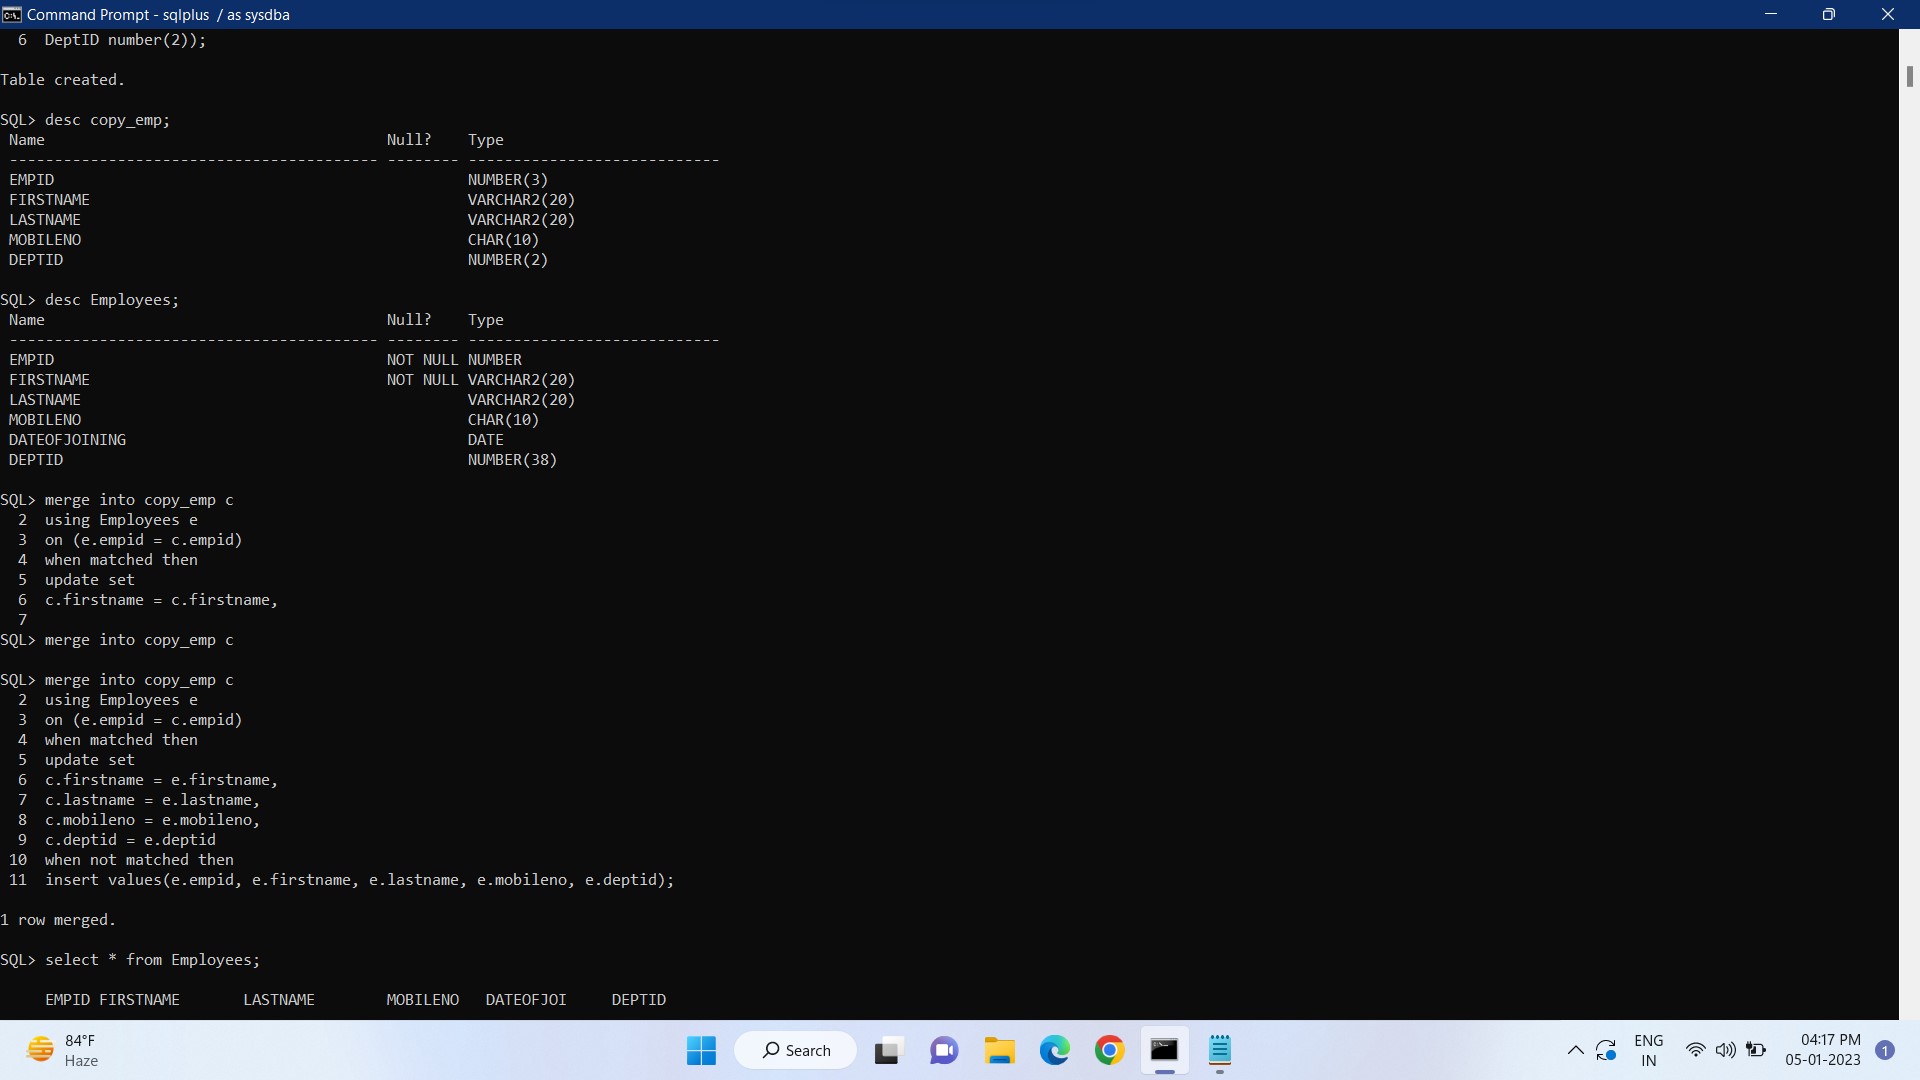 Command Prompt - sqlplus  / as sysdba
  6  DeptID number(2));
Table created.
SQL> desc copy_emp;
 Name                                      Null?    Type
 ----------------------------------------- -------- ----------------------------
 EMPID                                              NUMBER(3)
 FIRSTNAME                                          VARCHAR2(20)
 LASTNAME                                           VARCHAR2(20)
 MOBILENO                                           CHAR(10)
 DEPTID                                             NUMBER(2)
SQL> desc Employees;
 Name                                      Null?    Type
 ----------------------------------------- -------- ----------------------------
 EMPID                                     NOT NULL NUMBER
 FIRSTNAME                                 NOT NULL VARCHAR2(20)
 LASTNAME                                           VARCHAR2(20)
 MOBILENO                                           CHAR(10)
 DATEOFJOINING                                      DATE
 DEPTID                                             NUMBER(38)
SQL> merge into copy_emp c
  2  using Employees e
  3  on (e.empid = c.empid)
  4  when matched then
  5  update set
  6  c.firstname = c.firstname,
  7
SQL> merge into copy_emp c
SQL> merge into copy_emp c
  2  using Employees e
  3  on (e.empid = c.empid)
  4  when matched then
  5  update set
  6  c.firstname = e.firstname,
  7  c.lastname = e.lastname,
  8  c.mobileno = e.mobileno,
  9  c.deptid = e.deptid
 10  when not matched then
 11  insert values(e.empid, e.firstname, e.lastname, e.mobileno, e.deptid);
1 row merged.
SQL> select * from Employees;
     EMPID FIRSTNAME       LASTNAME        MOBILENO   DATEOFJOI     DEPTID
84°F
Haze
Search
ENG
IN
04:17 PM
05-01-2023
1